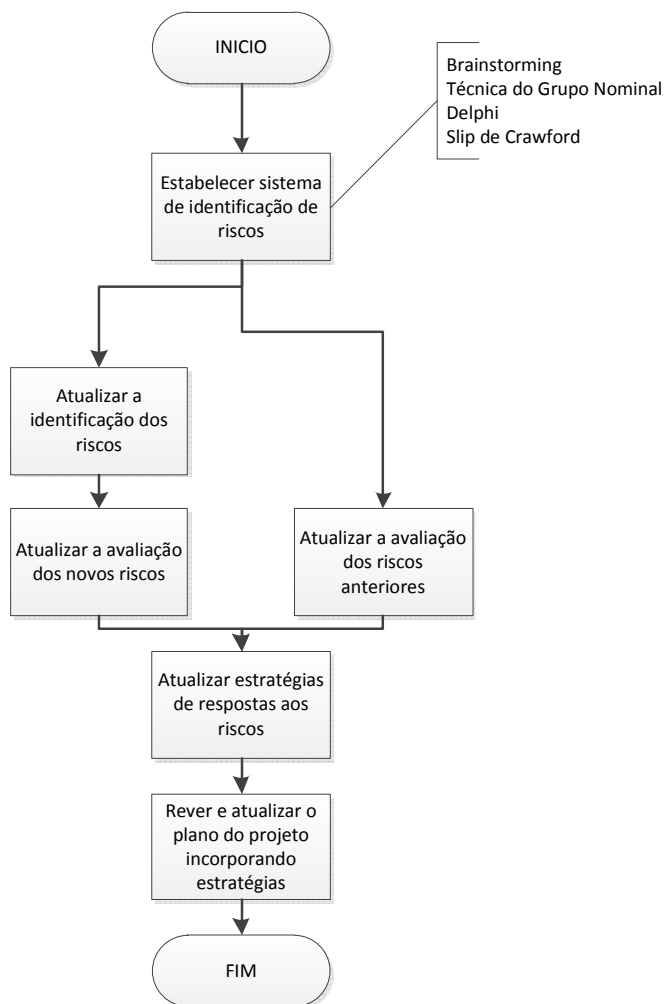 INICIO
Brainstorming
Técnica do Grupo Nominal
Delphi
Slip de Crawford
Estabelecer sistema
de identificação de
riscos
Atualizar a
identificação dos
riscos
Atualizar a avaliação
dos novos riscos
Atualizar a avaliação
dos riscos
anteriores
Atualizar estratégias
de respostas aos
riscos
Rever e atualizar o
plano do projeto
incorporando
estratégias
FIM